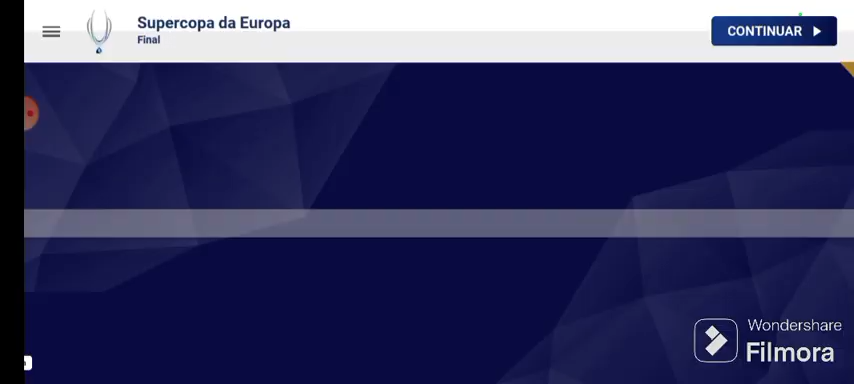 Supercopa da Europa
Final
CONTINUAR
Wondershare
Filmora